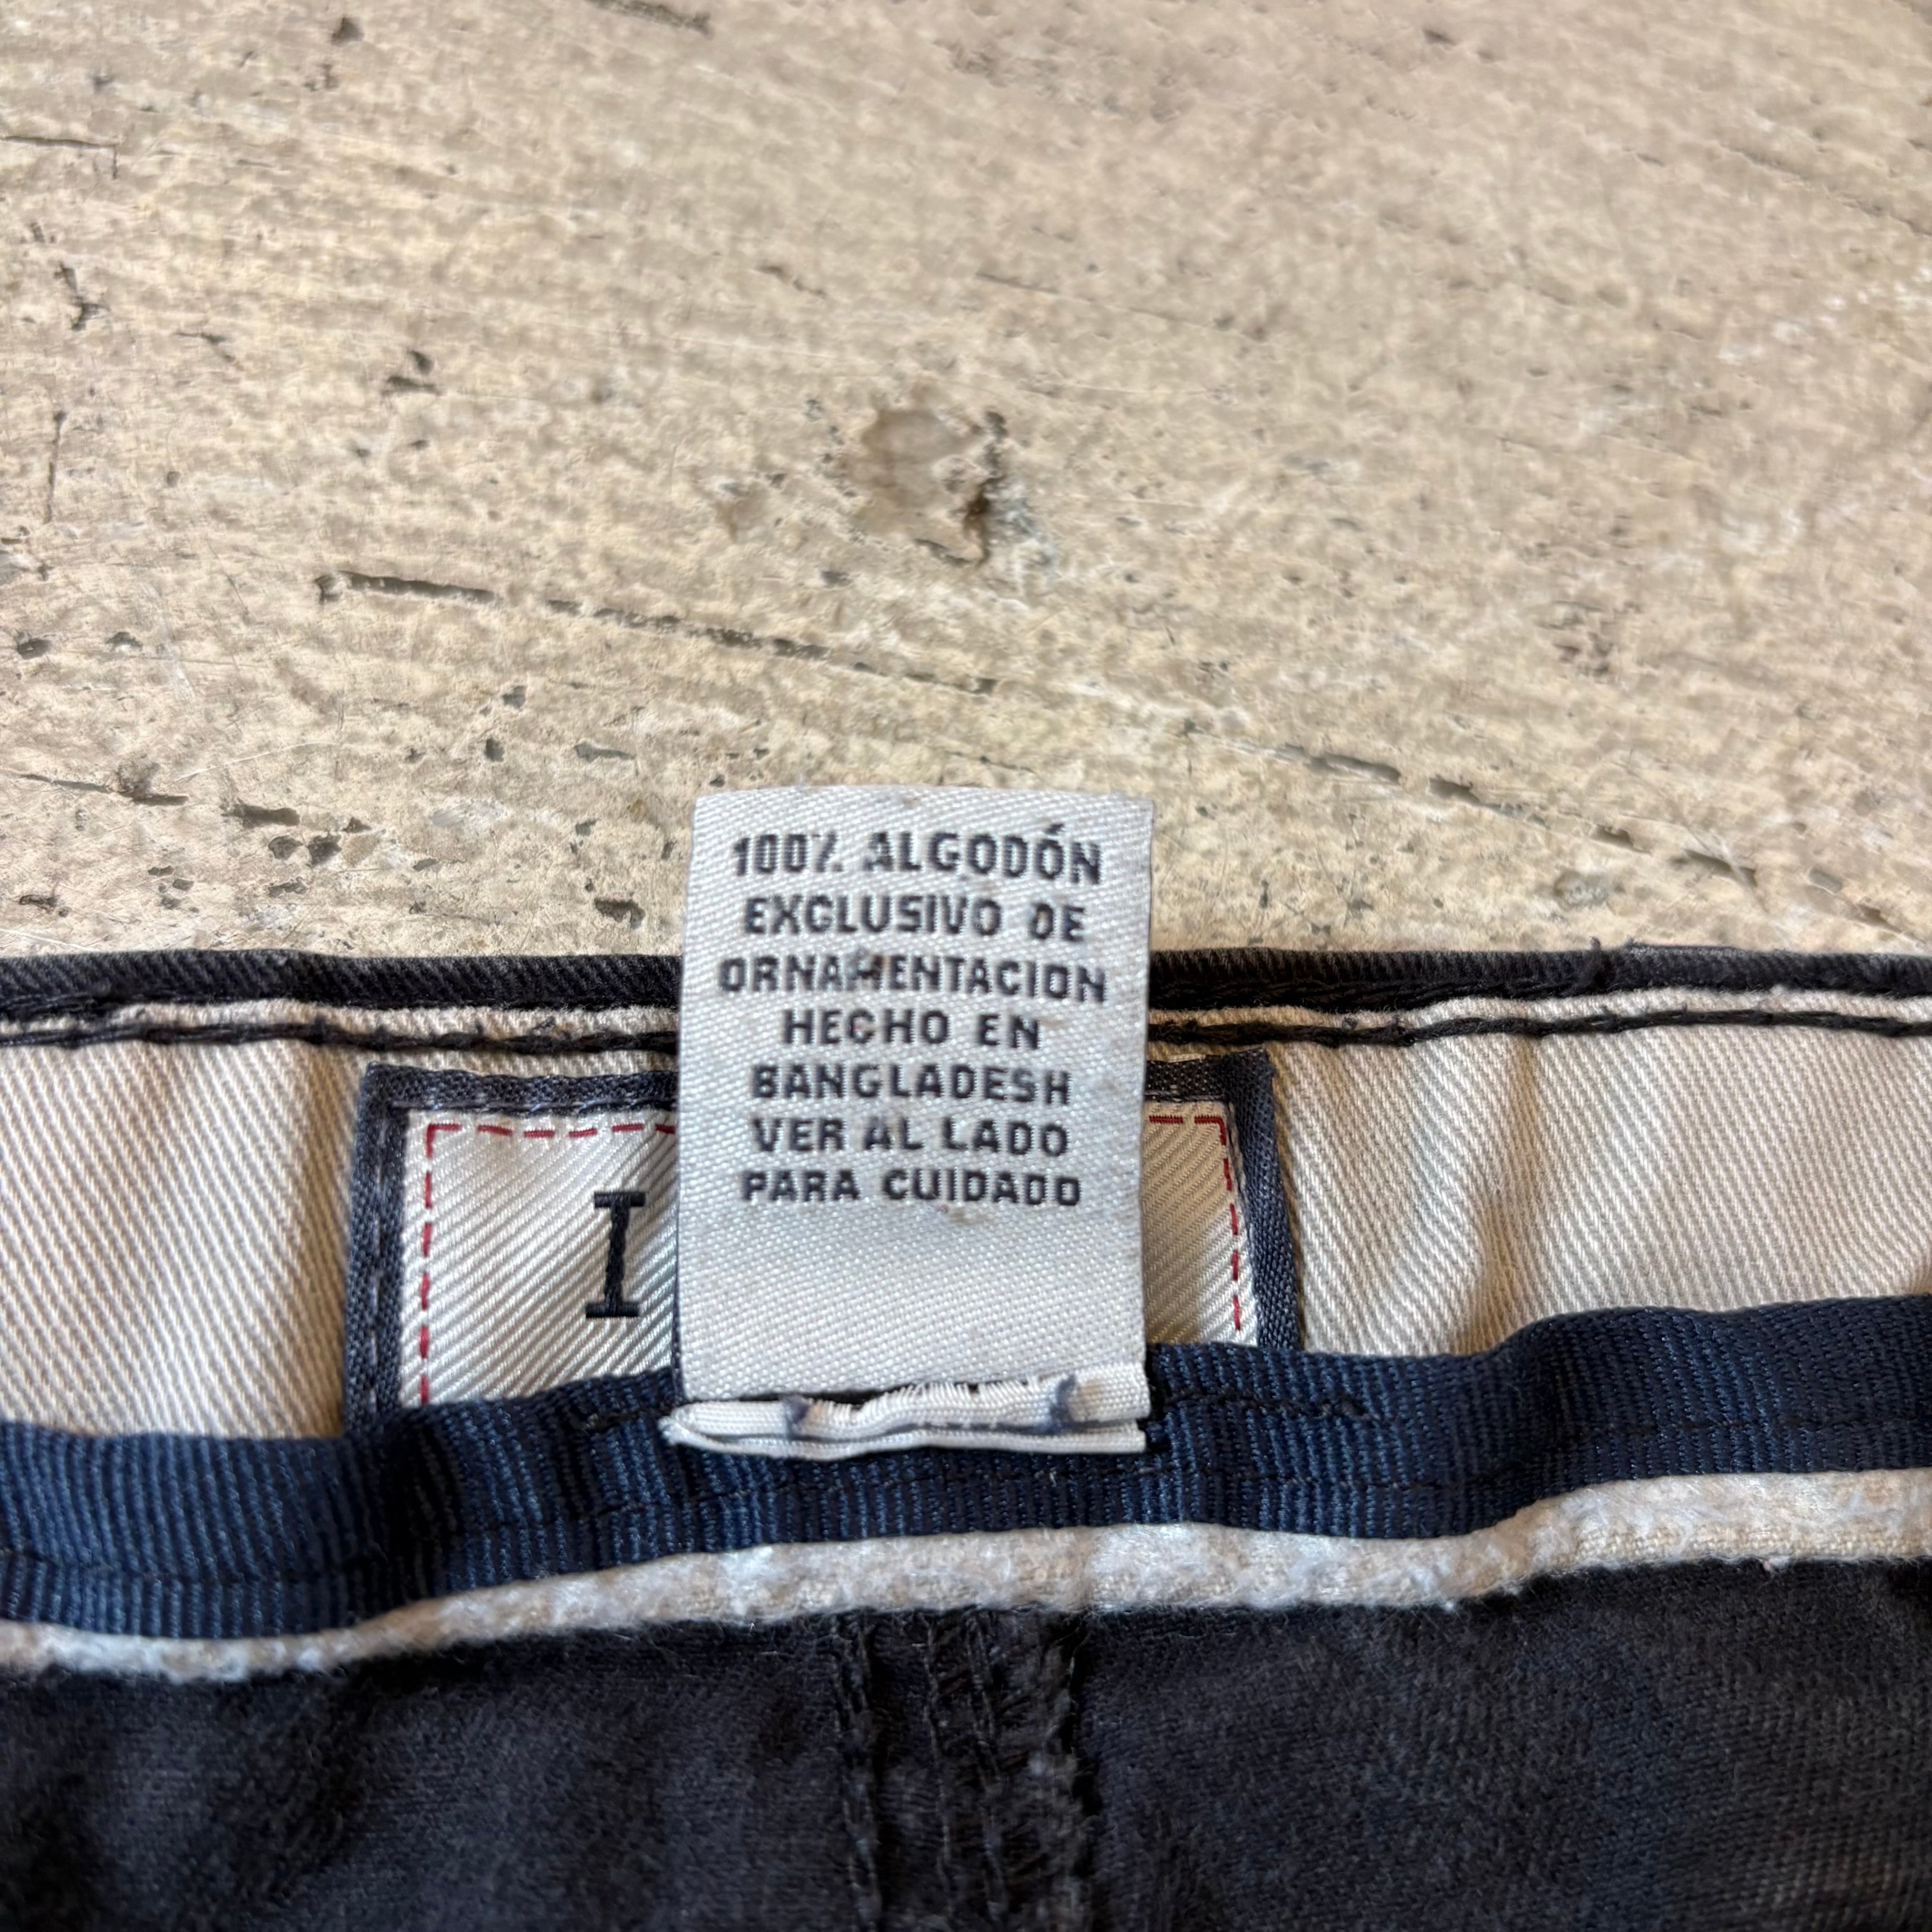 100% ALGODÓN
EXCLUSIVO DE
ORNAMENTACION
HECHO EN
BANGLADESH
VER AL LADO
PARA CUIDADO
I